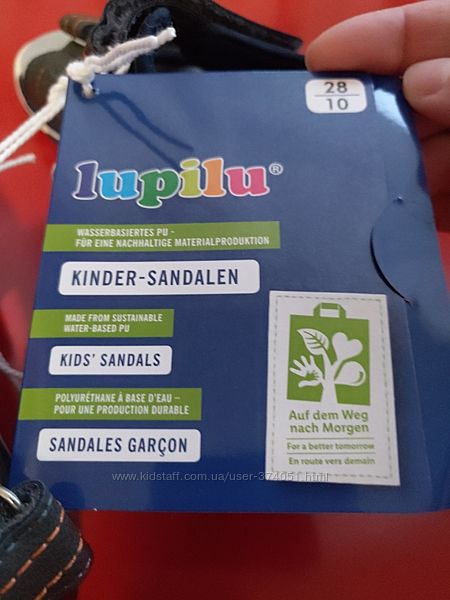 28
10
lupilu®
WASSERBASIERTES PU -
FÜR EINE NACHHALTIGE MATERIALPRODUKTION
KINDER-SANDALEN
MADE FROM SUSTAINABLE
WATER-BASED PU
KIDS' SANDALS
POLYURÉTHANE À BASE D'EAU –
POUR UNE PRODUCTION DURABLE
SANDALES GARÇON
Auf dem Weg
nach Morgen
For a better tomorrow
En route vers demain
www.kidstaff.com.ua/user-374051.html